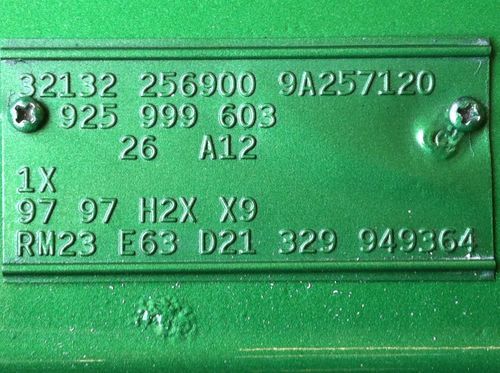 32132 256900 9A257120
925 999 603
26 A12
1X
97 97 H2X X9
RM23 E63 D21 329 949364